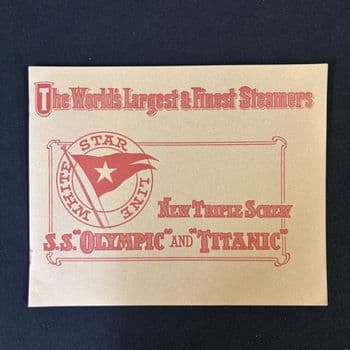 The World's Largest & Finest Steamers
WHITE STAR LINE
New Triple Screw
S.S. "OLYMPIC" AND "TITANIC"